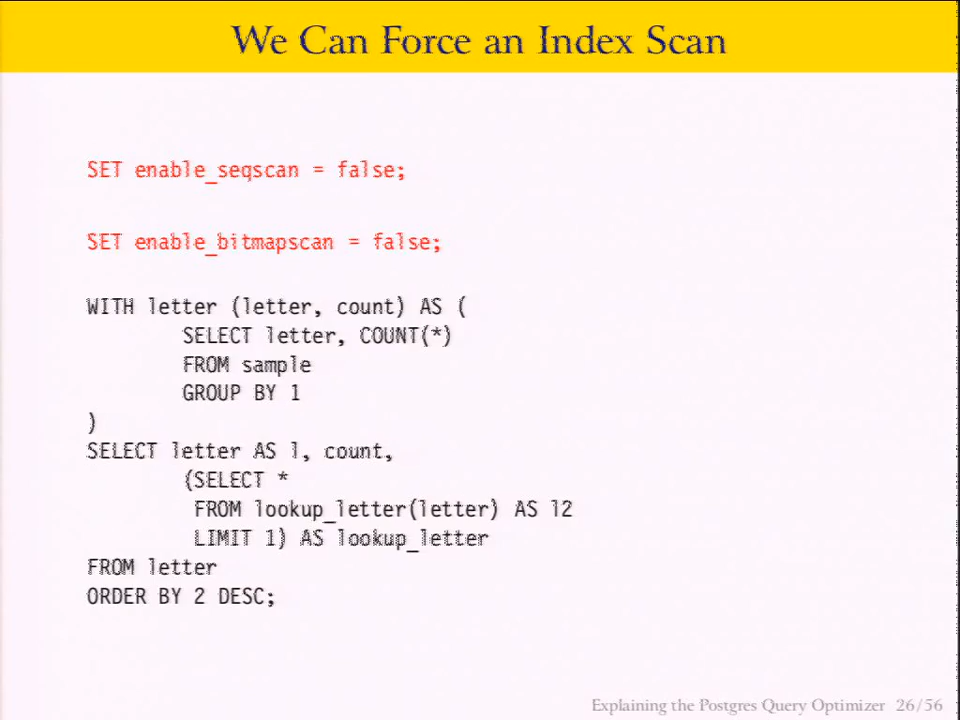 We Can Force an Index Scan
SET enable_seqscan = false;
SET enable_bitmapscan = false;
WITH letter (letter, count) AS (
SELECT letter, COUNT(*)
FROM sample
GROUP BY 1
)
SELECT letter AS l, count,
(SELECT *
FROM lookup_letter(letter) AS l2
LIMIT 1) AS lookup_letter
FROM letter
ORDER BY 2 DESC;
Explaining the Postgres Query Optimizer 26/56